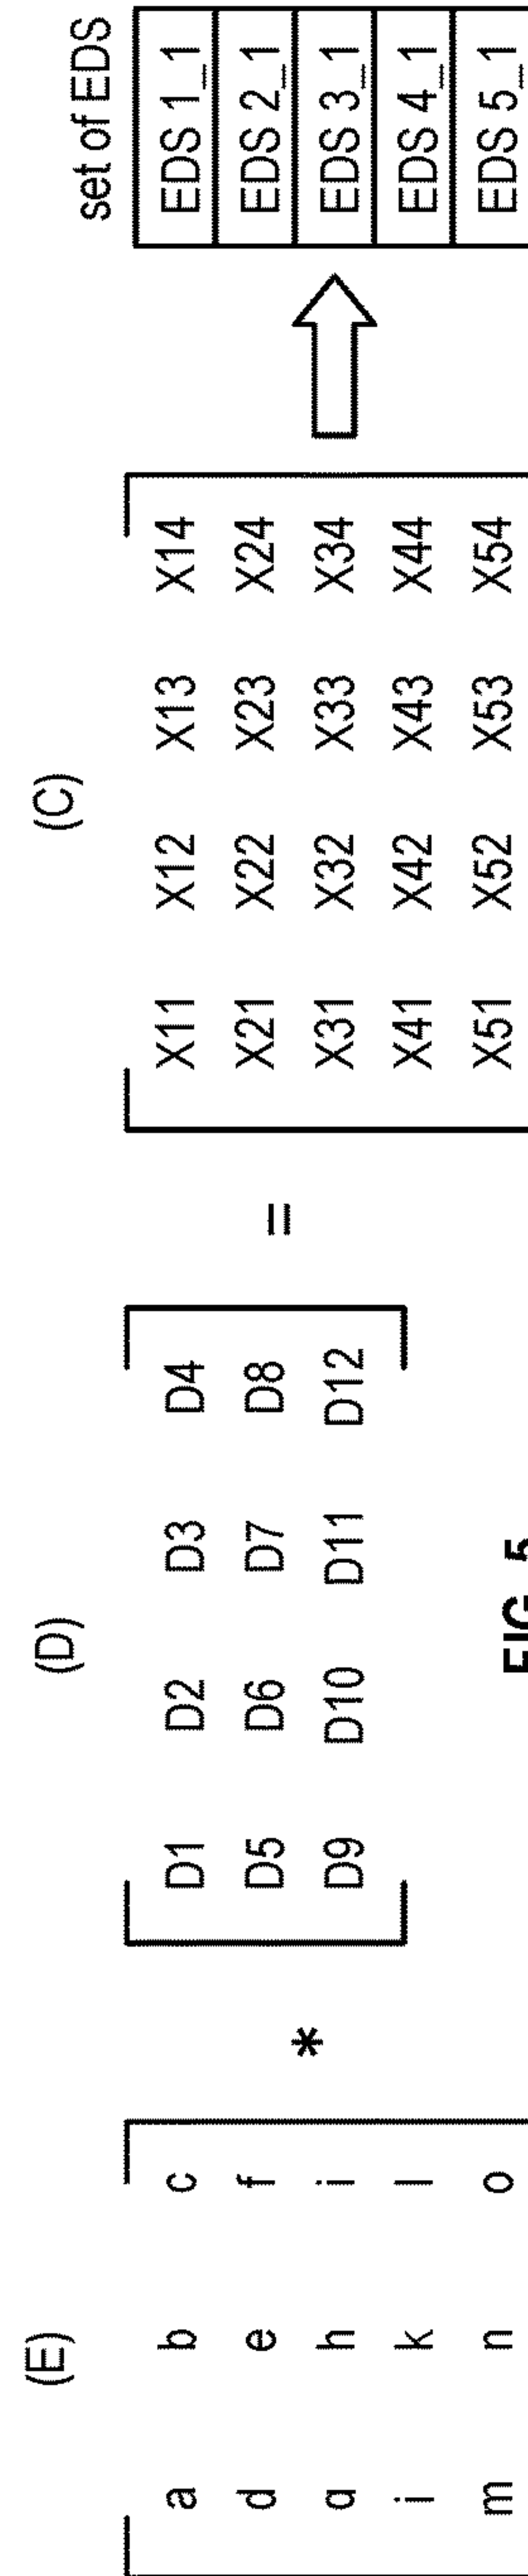 (E) (D) (C) set of EDS
a b c * D1 D2 D3 D4 = X11 X12 X13 X14 EDS 1_1
d e f D5 D6 D7 D8 X21 X22 X23 X24 EDS 2_1
g h i D9 D10 D11 D12 X31 X32 X33 X34 EDS 3_1
j k l X41 X42 X43 X44 EDS 4_1
m n o X51 X52 X53 X54 EDS 5_1
FIG. 5